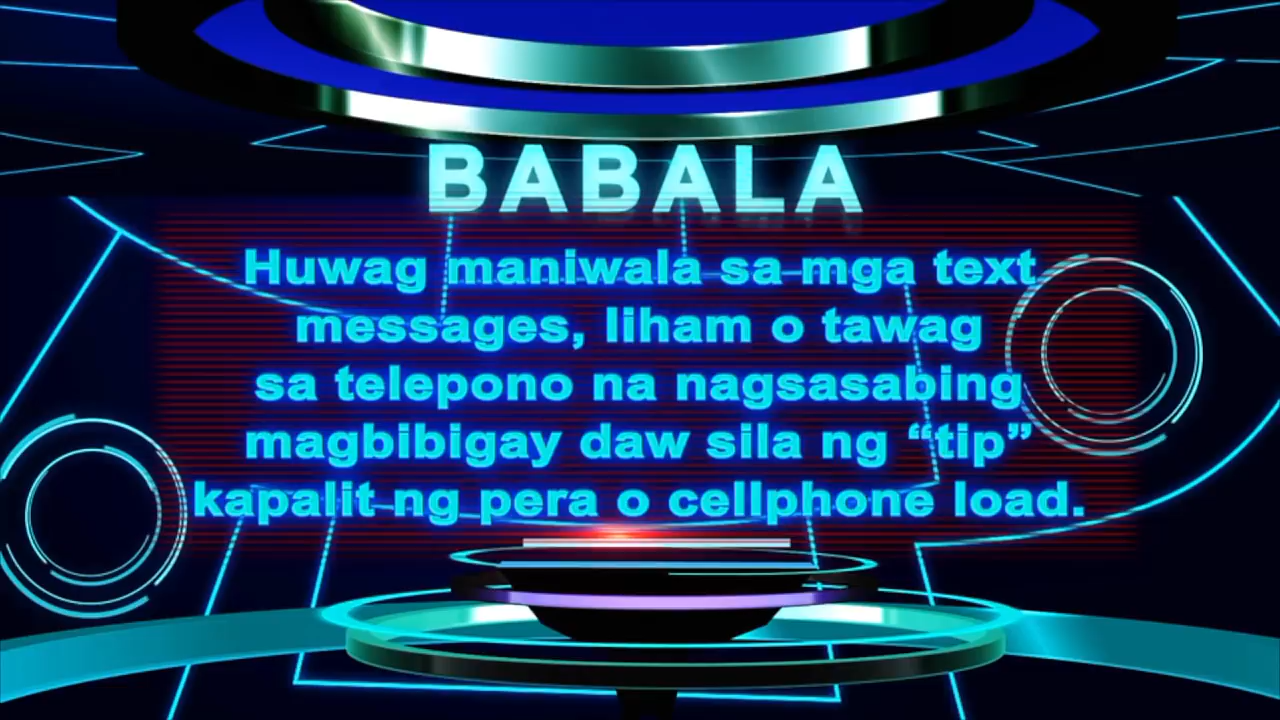 BABALA
Huwag maniwala sa mga text
messages, liham o tawag
sa telepono na nagsasabing
magbibigay daw sila ng “tip”
kapalit ng pera o cellphone load.